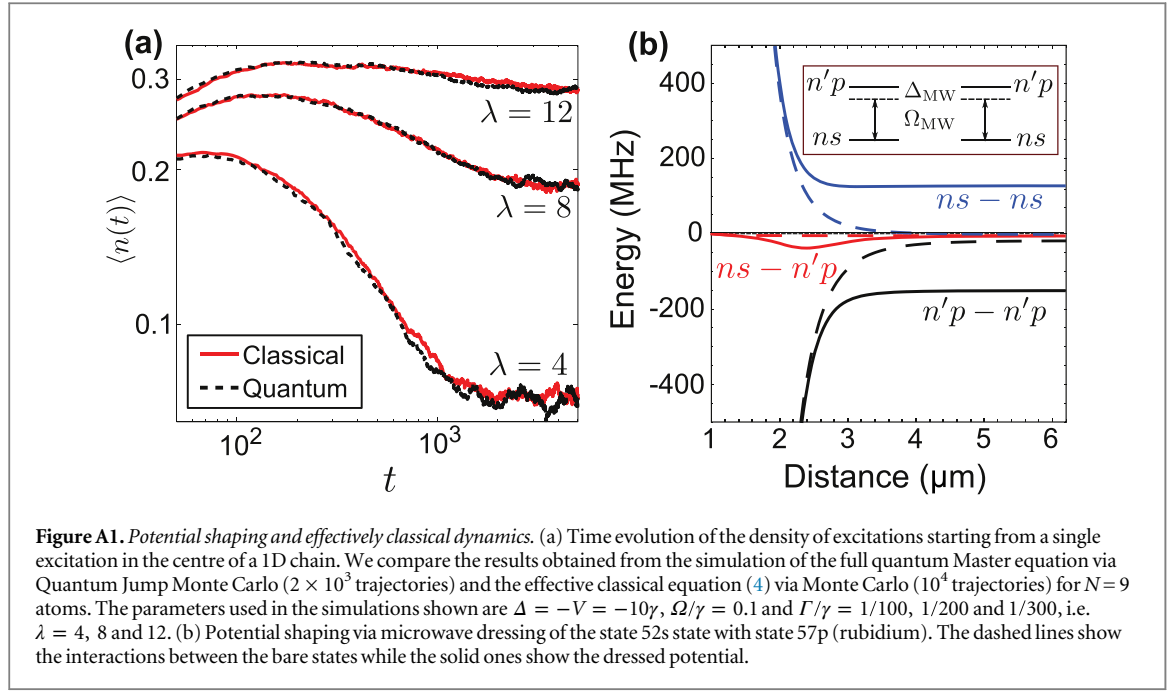 (a)
0.3
0.2
0.1
⟨n(t)⟩
λ = 12
λ = 8
λ = 4
Classical
Quantum
10²
10³
t
(b)
400
200
0
-200
-400
Energy (MHz)
n′p
Δ_MW
n′p
Ω_MW
ns
ns
ns − ns
ns − n′p
n′p − n′p
1 2 3 4 5 6
Distance (μm)
Figure A1. Potential shaping and effectively classical dynamics. (a) Time evolution of the density of excitations starting from a single
excitation in the centre of a 1D chain. We compare the results obtained from the simulation of the full quantum Master equation via
Quantum Jump Monte Carlo (2 × 10³ trajectories) and the effective classical equation (4) via Monte Carlo (10⁴ trajectories) for N = 9
atoms. The parameters used in the simulations shown are Δ = −V = −10γ, Ω/γ = 0.1 and Γ/γ = 1/100, 1/200 and 1/300, i.e.
λ = 4, 8 and 12. (b) Potential shaping via microwave dressing of the state 52s state with state 57p (rubidium). The dashed lines show
the interactions between the bare states while the solid ones show the dressed potential.